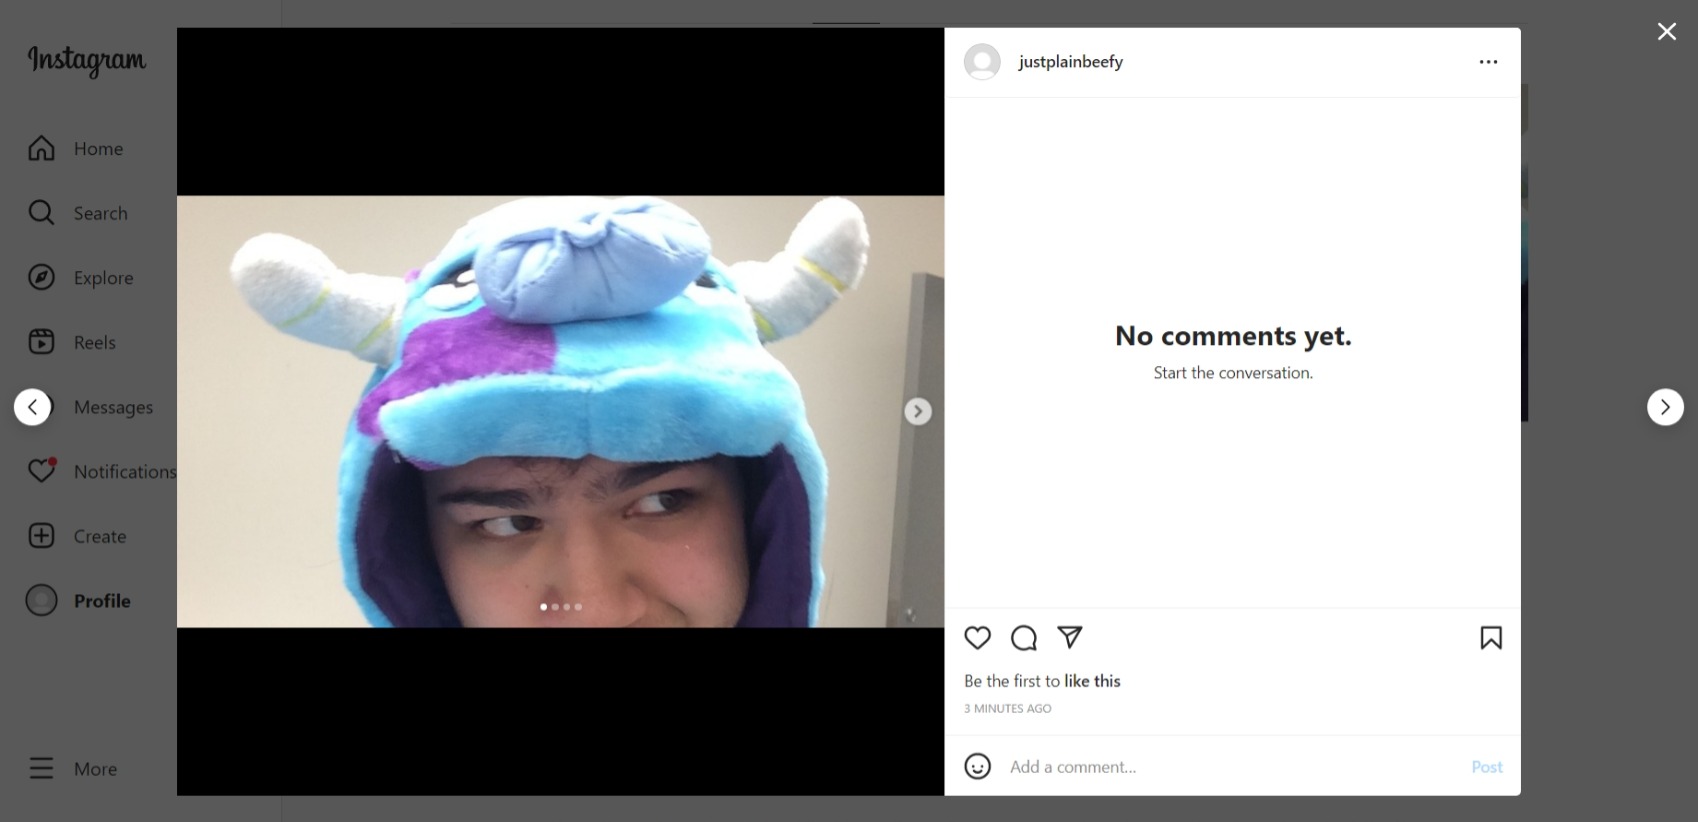 Instagram
Home
Search
Explore
Reels
Messages
Notifications
Create
Profile
More
justplainbeefy
No comments yet.
Start the conversation.
Be the first to like this
3 MINUTES AGO
Add a comment...
Post